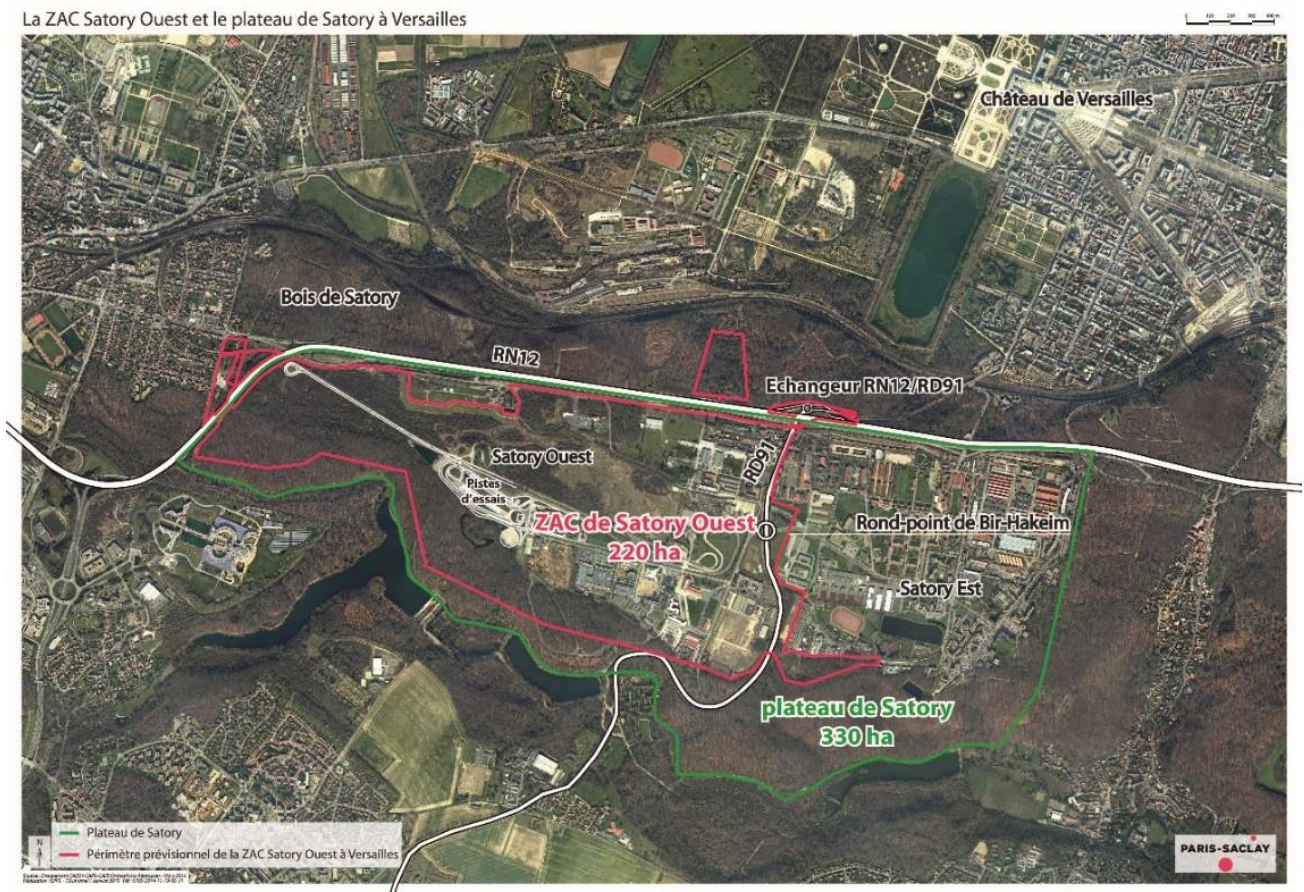 La ZAC Satory Ouest et le plateau de Satory à Versailles
Château de Versailles
Bois de Satory
RN12
Echangeur RN12/RD91
RD91
Satory Ouest
Pistes
d'essais
ZAC de Satory Ouest
220 ha
Rond-point de Bir-Hakeim
Satory Est
plateau de Satory
330 ha
Plateau de Satory
Périmètre prévisionnel de la ZAC Satory Ouest à Versailles
N
PARIS-SACLAY